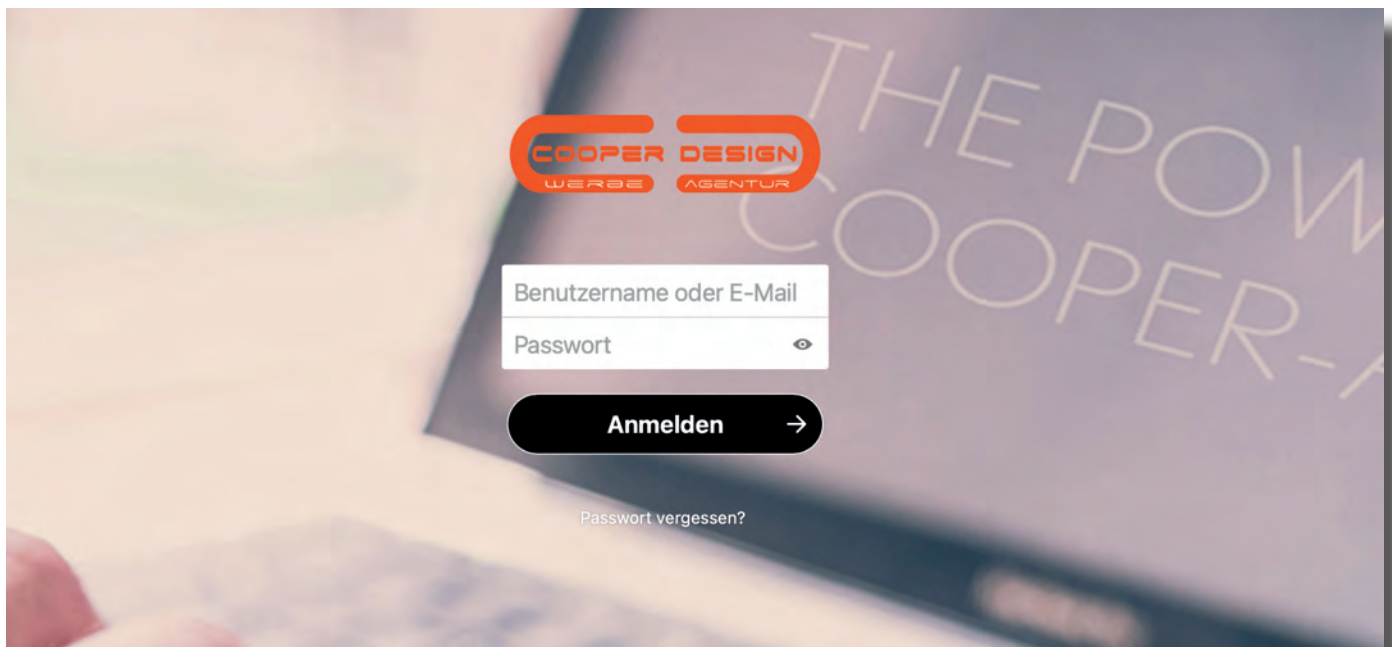 THE POW
COOPER-A
COOPER DESIGN
WERBE AGENTUR
Benutzername oder E-Mail
Passwort
Anmelden
Passwort vergessen?